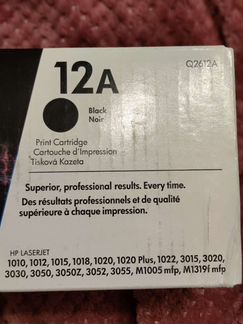 12A
Q2612A
Black
Noir
Print Cartridge
Cartouche d'Impression
Tisková Kazeta
Superior, professional results. Every time.
Des résultats professionnels et de qualité
supérieure à chaque impression.
HP LASERJET
1010, 1012, 1015, 1018, 1020, 1020 Plus, 1022, 3015, 3020,
3030, 3050, 3050Z, 3052, 3055, M1005 mfp, M1319f mfp